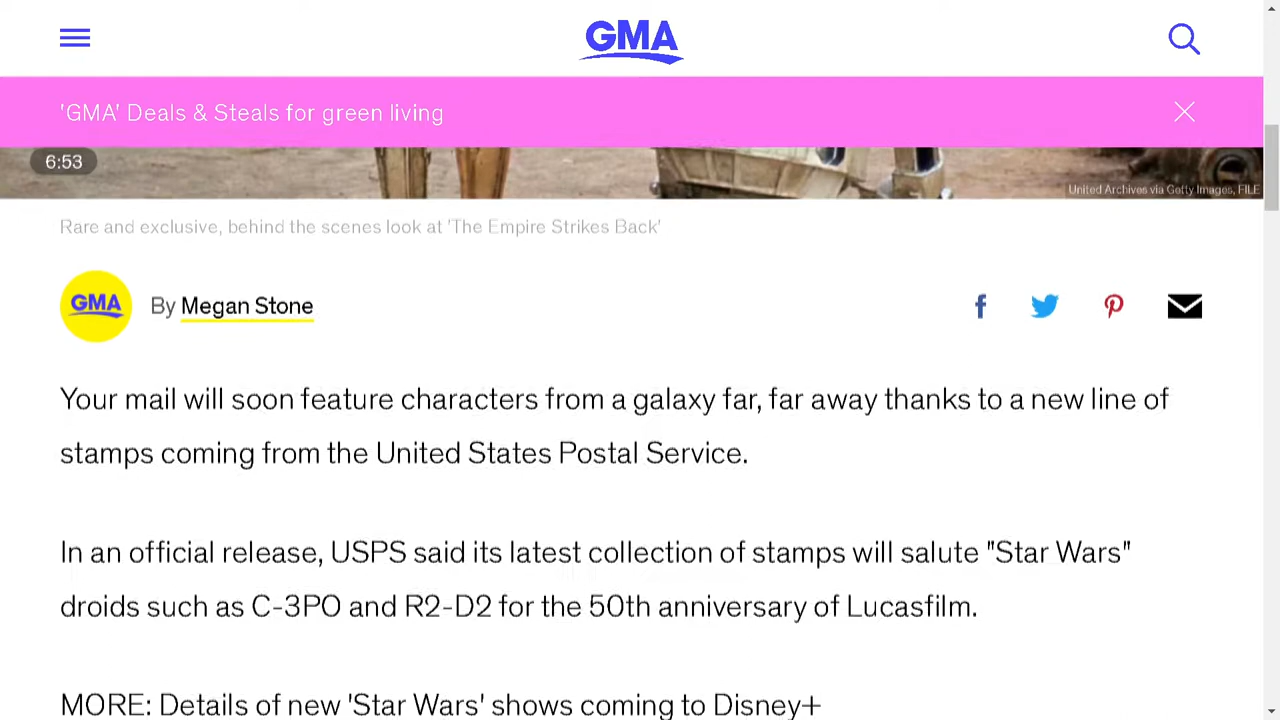 GMA
'GMA' Deals & Steals for green living
6:53
United Archives via Getty Images, FILE
Rare and exclusive, behind the scenes look at 'The Empire Strikes Back'
GMA
By Megan Stone
Your mail will soon feature characters from a galaxy far, far away thanks to a new line of
stamps coming from the United States Postal Service.
In an official release, USPS said its latest collection of stamps will salute "Star Wars"
droids such as C-3PO and R2-D2 for the 50th anniversary of Lucasfilm.
MORE: Details of new 'Star Wars' shows coming to Disney+